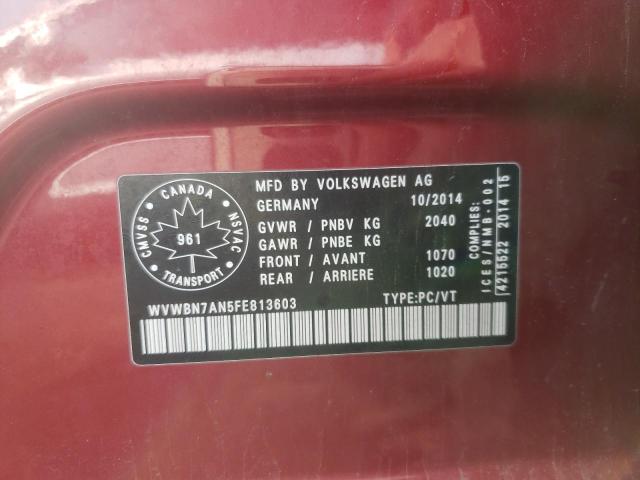 CANADA
CMVSS
NSVAC
961
TRANSPORT
MFD BY VOLKSWAGEN AG
GERMANY 10/2014
GVWR / PNBV KG 2040
GAWR / PNBE KG
FRONT / AVANT 1070
REAR / ARRIERE 1020
COMPLIES:
ICES/NMB-002
4215522 2014 15
WVWBN7AN5FE813603 TYPE:PC/VT